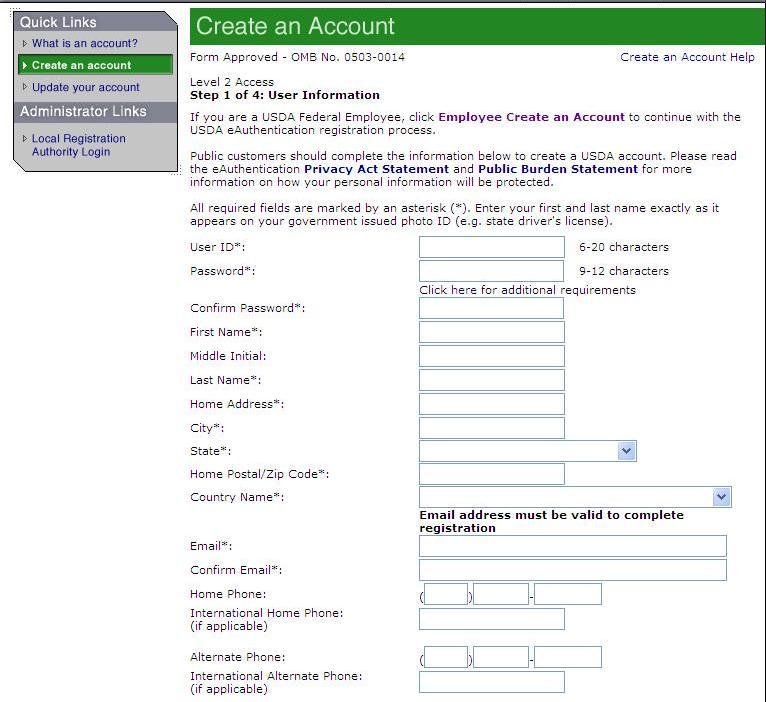 Quick Links
What is an account?
Create an account
Update your account
Administrator Links
Local Registration
Authority Login
Create an Account
Form Approved - OMB No. 0503-0014
Create an Account Help
Level 2 Access
Step 1 of 4: User Information
If you are a USDA Federal Employee, click Employee Create an Account to continue with the
USDA eAuthentication registration process.
Public customers should complete the information below to create a USDA account. Please read
the eAuthentication Privacy Act Statement and Public Burden Statement for more
information on how your personal information will be protected.
All required fields are marked by an asterisk (*). Enter your first and last name exactly as it
appears on your government issued photo ID (e.g. state driver's license).
User ID*: 6-20 characters
Password*: 9-12 characters
Click here for additional requirements
Confirm Password*:
First Name*:
Middle Initial:
Last Name*:
Home Address*:
City*:
State*:
Home Postal/Zip Code*:
Country Name*:
Email address must be valid to complete
registration
Email*:
Confirm Email*:
Home Phone: ( ) -
International Home Phone:
(if applicable)
Alternate Phone: ( ) -
International Alternate Phone:
(if applicable)